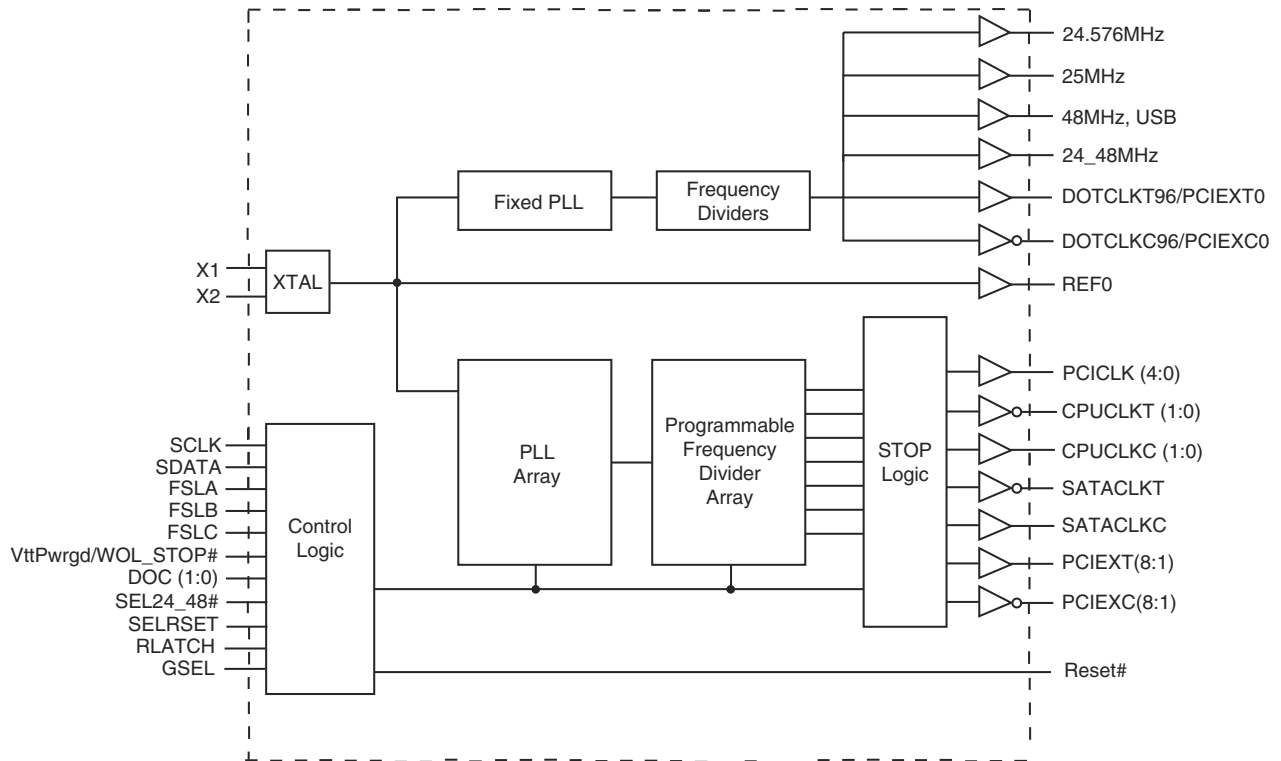 24.576MHz
25MHz
48MHz, USB
24_48MHz
Fixed PLL
Frequency
Dividers
DOTCLKT96/PCIEXT0
DOTCLKC96/PCIEXC0
X1
X2
XTAL
REF0
PLL
Array
Programmable
Frequency
Divider
Array
STOP
Logic
PCICLK (4:0)
CPUCLKT (1:0)
CPUCLKC (1:0)
SATACLKT
SATACLKC
PCIEXT(8:1)
PCIEXC(8:1)
SCLK
SDATA
FSLA
FSLB
FSLC
VttPwrgd/WOL_STOP#
DOC (1:0)
SEL24_48#
SELRSET
RLATCH
GSEL
Control
Logic
Reset#